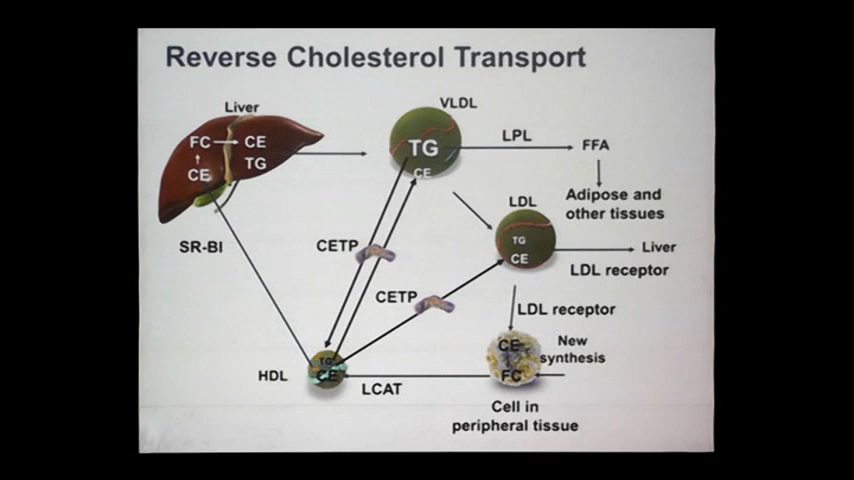 Reverse Cholesterol Transport
Liver
VLDL
FC CE
TG
CE
TG
CE
LPL
FFA
Adipose and
other tissues
LDL
TG
CE
Liver
LDL receptor
SR-BI
CETP
CETP
LDL receptor
CE
New
synthesis
FC
HDL
TG
CE
LCAT
Cell in
peripheral tissue